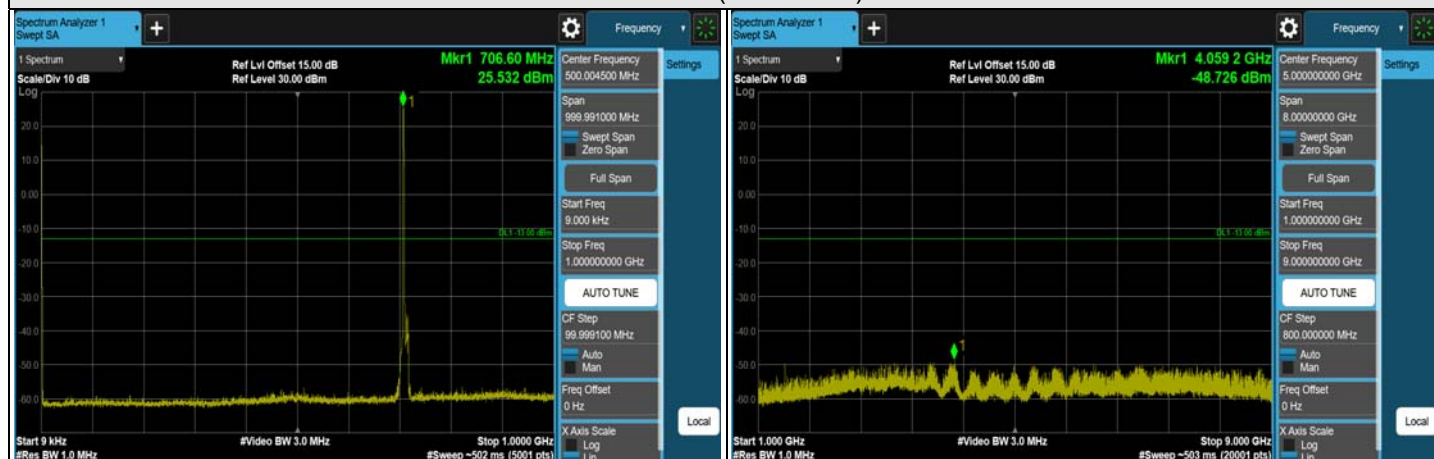 Spectrum Analyzer 1
Swept SA
+
Frequency
1 Spectrum
Scale/Div 10 dB
Log
Ref Lvl Offset 15.00 dB
Ref Level 30.00 dBm
Mkr1 706.60 MHz
25.532 dBm
1
20.0
10.0
0.00
-10.0
-20.0
-30.0
-40.0
-50.0
-60.0
DL1 -13.00 dBm
Start 9 kHz
#Res BW 1.0 MHz
#Video BW 3.0 MHz
Stop 1.0000 GHz
#Sweep ~502 ms (5001 pts)
Center Frequency
500.004500 MHz
Span
999.991000 MHz
Swept Span
Zero Span
Full Span
Start Freq
9.000 kHz
Stop Freq
1.000000000 GHz
AUTO TUNE
CF Step
99.999100 MHz
Auto
Man
Freq Offset
0 Hz
X Axis Scale
Log
Lin
Settings
Local
Spectrum Analyzer 1
Swept SA
+
Frequency
1 Spectrum
Scale/Div 10 dB
Log
Ref Lvl Offset 15.00 dB
Ref Level 30.00 dBm
Mkr1 4.059 2 GHz
-48.726 dBm
1
20.0
10.0
0.00
-10.0
-20.0
-30.0
-40.0
-50.0
-60.0
DL1 -13.00 dBm
Start 1.000 GHz
#Res BW 1.0 MHz
#Video BW 3.0 MHz
Stop 9.000 GHz
#Sweep ~503 ms (20001 pts)
Center Frequency
5.000000000 GHz
Span
8.00000000 GHz
Swept Span
Zero Span
Full Span
Start Freq
1.000000000 GHz
Stop Freq
9.000000000 GHz
AUTO TUNE
CF Step
800.000000 MHz
Auto
Man
Freq Offset
0 Hz
X Axis Scale
Log
Lin
Settings
Local